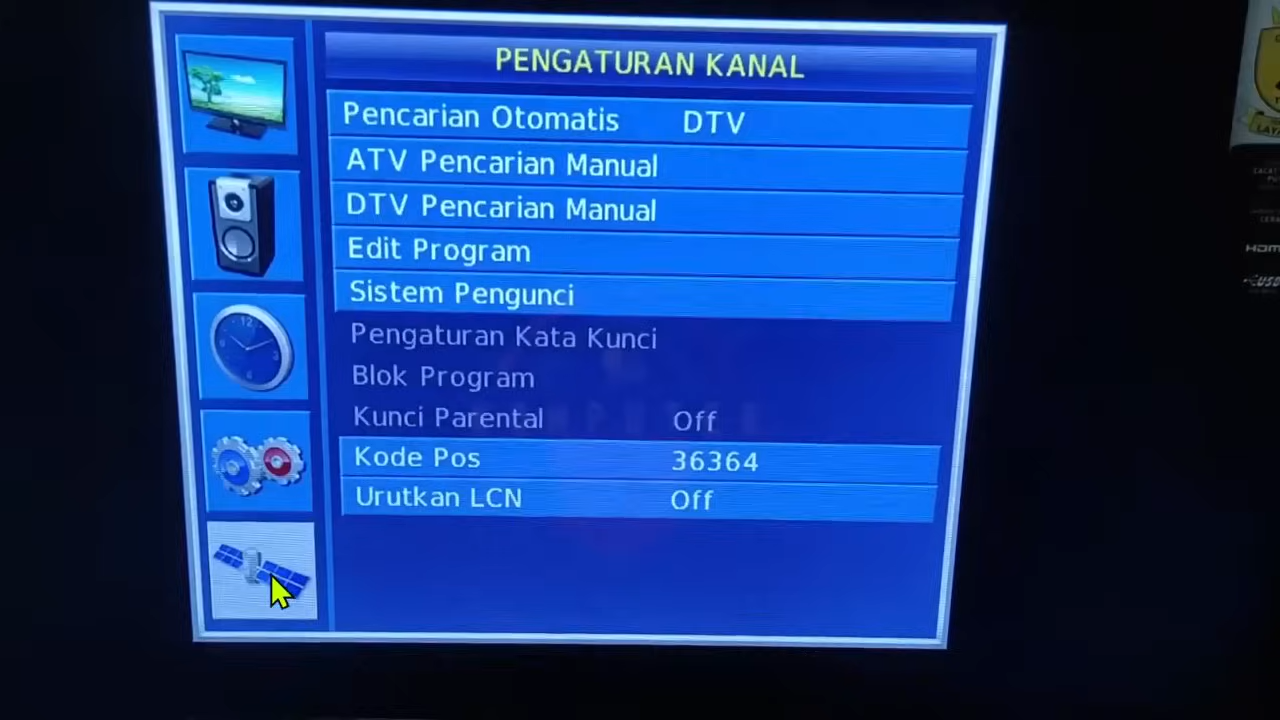 PENGATURAN KANAL
Pencarian Otomatis DTV
ATV Pencarian Manual
DTV Pencarian Manual
Edit Program
Sistem Pengunci
Pengaturan Kata Kunci
Blok Program
Kunci Parental Off
Kode Pos 36364
Urutkan LCN Off